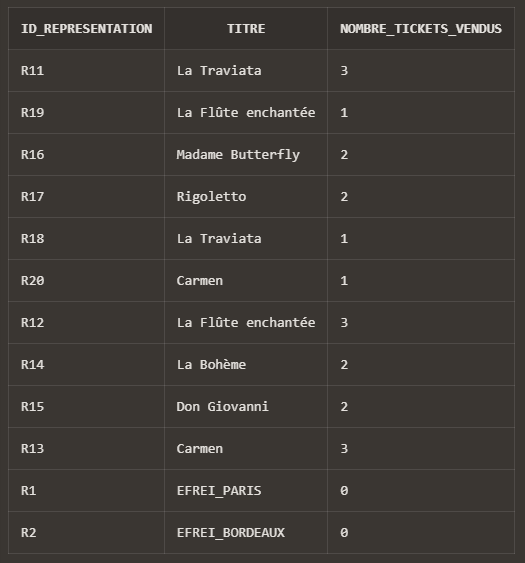 ID_REPRESENTATION TITRE NOMBRE_TICKETS_VENDUS
R11 La Traviata 3
R19 La Flûte enchantée 1
R16 Madame Butterfly 2
R17 Rigoletto 2
R18 La Traviata 1
R20 Carmen 1
R12 La Flûte enchantée 3
R14 La Bohème 2
R15 Don Giovanni 2
R13 Carmen 3
R1 EFREI_PARIS 0
R2 EFREI_BORDEAUX 0